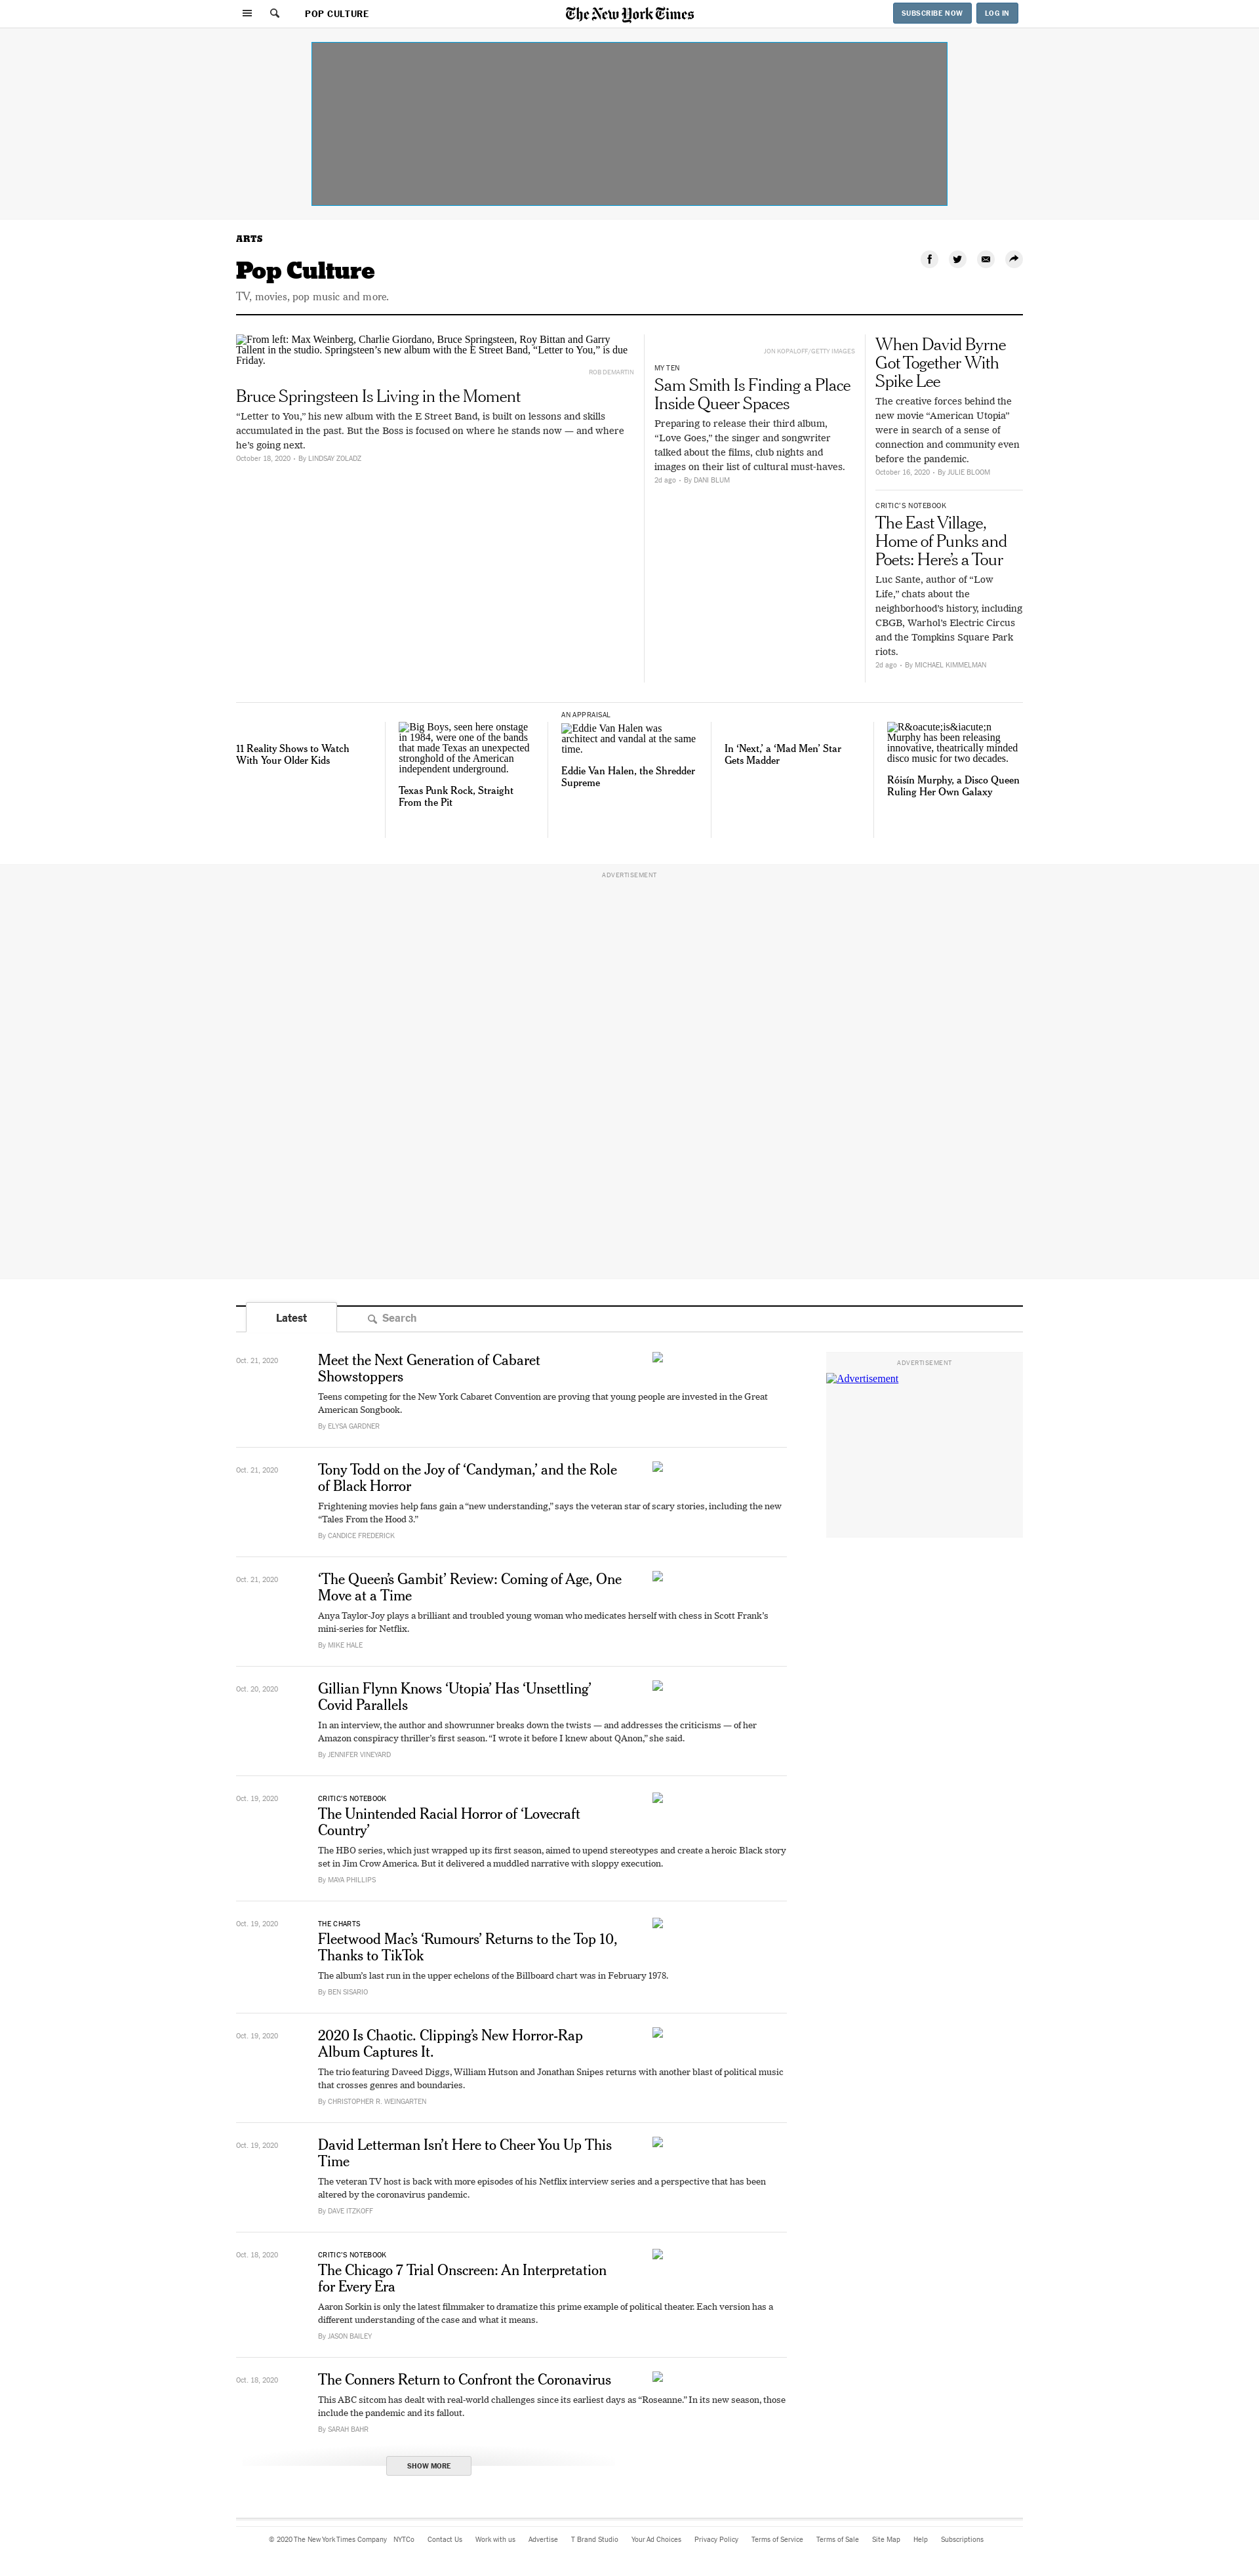 POP CULTURE
The New York Times
SUBSCRIBE NOW
LOG IN
ARTS
Pop Culture
TV, movies, pop music and more.
From left: Max Weinberg, Charlie Giordano, Bruce Springsteen, Roy Bittan and Garry
Tallent in the studio. Springsteen’s new album with the E Street Band, “Letter to You,” is due
Friday.
ROB DEMARTIN
Bruce Springsteen Is Living in the Moment
“Letter to You,” his new album with the E Street Band, is built on lessons and skills
accumulated in the past. But the Boss is focused on where he stands now — and where
he’s going next.
October 18, 2020 • By LINDSAY ZOLADZ
JON KOPALOFF/GETTY IMAGES
MY TEN
Sam Smith Is Finding a Place
Inside Queer Spaces
Preparing to release their third album,
“Love Goes,” the singer and songwriter
talked about the films, club nights and
images on their list of cultural must-haves.
2d ago • By DANI BLUM
When David Byrne
Got Together With
Spike Lee
The creative forces behind the
new movie “American Utopia”
were in search of a sense of
connection and community even
before the pandemic.
October 16, 2020 • By JULIE BLOOM
CRITIC’S NOTEBOOK
The East Village,
Home of Punks and
Poets: Here’s a Tour
Luc Sante, author of “Low
Life,” chats about the
neighborhood’s history, including
CBGB, Warhol’s Electric Circus
and the Tompkins Square Park
riots.
2d ago • By MICHAEL KIMMELMAN
11 Reality Shows to Watch
With Your Older Kids
Big Boys, seen here onstage
in 1984, were one of the bands
that made Texas an unexpected
stronghold of the American
independent underground.
Texas Punk Rock, Straight
From the Pit
AN APPRAISAL
Eddie Van Halen was
architect and vandal at the same
time.
Eddie Van Halen, the Shredder
Supreme
In ‘Next,’ a ‘Mad Men’ Star
Gets Madder
R&oacute;is&iacute;n
Murphy has been releasing
innovative, theatrically minded
disco music for two decades.
Róisín Murphy, a Disco Queen
Ruling Her Own Galaxy
ADVERTISEMENT
Latest
Search
Oct. 21, 2020
Meet the Next Generation of Cabaret
Showstoppers
Teens competing for the New York Cabaret Convention are proving that young people are invested in the Great
American Songbook.
By ELYSA GARDNER
ADVERTISEMENT
Advertisement
Oct. 21, 2020
Tony Todd on the Joy of ‘Candyman,’ and the Role
of Black Horror
Frightening movies help fans gain a “new understanding,” says the veteran star of scary stories, including the new
“Tales From the Hood 3.”
By CANDICE FREDERICK
Oct. 21, 2020
‘The Queen’s Gambit’ Review: Coming of Age, One
Move at a Time
Anya Taylor-Joy plays a brilliant and troubled young woman who medicates herself with chess in Scott Frank’s
mini-series for Netflix.
By MIKE HALE
Oct. 20, 2020
Gillian Flynn Knows ‘Utopia’ Has ‘Unsettling’
Covid Parallels
In an interview, the author and showrunner breaks down the twists — and addresses the criticisms — of her
Amazon conspiracy thriller’s first season. “I wrote it before I knew about QAnon,” she said.
By JENNIFER VINEYARD
Oct. 19, 2020
CRITIC’S NOTEBOOK
The Unintended Racial Horror of ‘Lovecraft
Country’
The HBO series, which just wrapped up its first season, aimed to upend stereotypes and create a heroic Black story
set in Jim Crow America. But it delivered a muddled narrative with sloppy execution.
By MAYA PHILLIPS
Oct. 19, 2020
THE CHARTS
Fleetwood Mac’s ‘Rumours’ Returns to the Top 10,
Thanks to TikTok
The album’s last run in the upper echelons of the Billboard chart was in February 1978.
By BEN SISARIO
Oct. 19, 2020
2020 Is Chaotic. Clipping’s New Horror-Rap
Album Captures It.
The trio featuring Daveed Diggs, William Hutson and Jonathan Snipes returns with another blast of political music
that crosses genres and boundaries.
By CHRISTOPHER R. WEINGARTEN
Oct. 19, 2020
David Letterman Isn’t Here to Cheer You Up This
Time
The veteran TV host is back with more episodes of his Netflix interview series and a perspective that has been
altered by the coronavirus pandemic.
By DAVE ITZKOFF
Oct. 18, 2020
CRITIC’S NOTEBOOK
The Chicago 7 Trial Onscreen: An Interpretation
for Every Era
Aaron Sorkin is only the latest filmmaker to dramatize this prime example of political theater. Each version has a
different understanding of the case and what it means.
By JASON BAILEY
Oct. 18, 2020
The Conners Return to Confront the Coronavirus
This ABC sitcom has dealt with real-world challenges since its earliest days as “Roseanne.” In its new season, those
include the pandemic and its fallout.
By SARAH BAHR
SHOW MORE
© 2020 The New York Times Company NYTCo Contact Us Work with us Advertise T Brand Studio Your Ad Choices Privacy Policy Terms of Service Terms of Sale Site Map Help Subscriptions